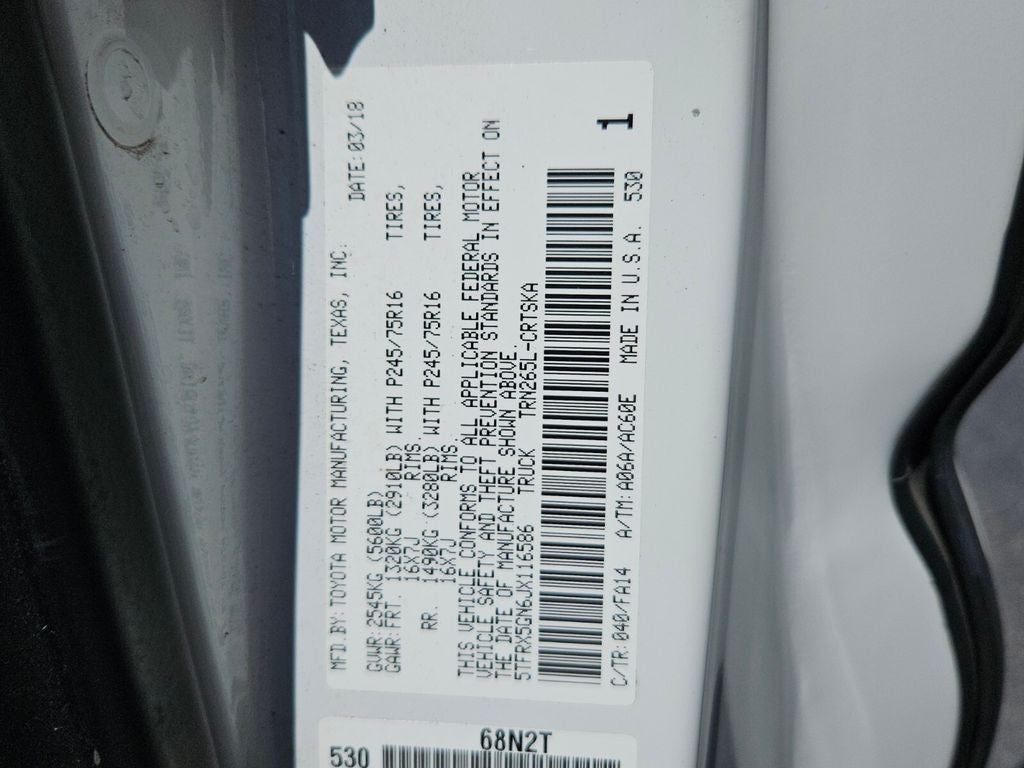 MFD.BY:TOYOTA MOTOR MANUFACTURING, TEXAS, INC. DATE:03/18
GVWR:2545KG (5600LB)
GAWR:FRT. 1320KG (2910LB) WITH P245/75R16 TIRES,
16X7J RIMS.
RR. 1490KG (3280LB) WITH P245/75R16 TIRES,
16X7J RIMS.
THIS VEHICLE CONFORMS TO ALL APPLICABLE FEDERAL MOTOR
VEHICLE SAFETY AND THEFT PREVENTION STANDARDS IN EFFECT ON
THE DATE OF MANUFACTURE SHOWN ABOVE.
5TFRX5GN6JX116586 TRUCK TRN265L-CRTSKA
1
C/TR:040/FA14 A/TM:A06A/AC60E MADE IN U.S.A. 530
530
68N2T